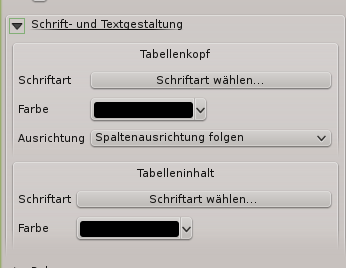 Schrift- und Textgestaltung
Tabellenkopf
Schriftart Schriftart wählen...
Farbe
Ausrichtung Spaltenausrichtung folgen
Tabelleninhalt
Schriftart Schriftart wählen...
Farbe